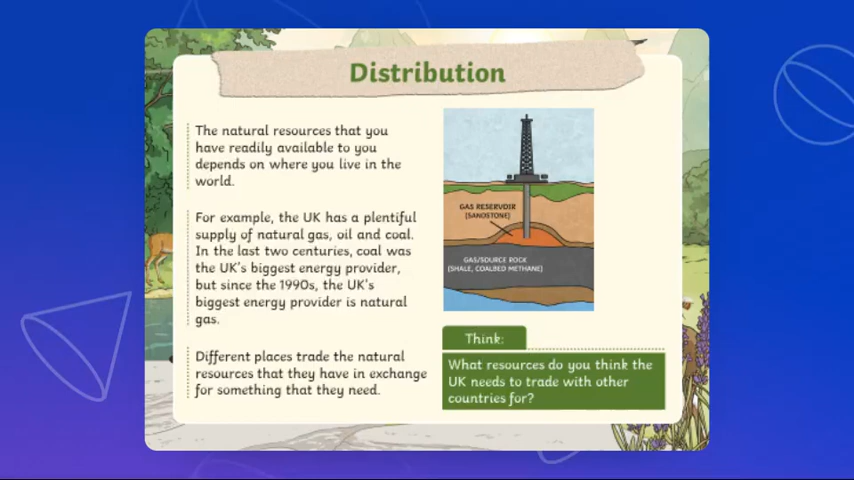 Distribution
The natural resources that you
have readily available to you
depends on where you live in the
world.
For example, the UK has a plentiful
supply of natural gas, oil and coal.
In the last two centuries, coal was
the UK's biggest energy provider,
but since the 1990s, the UK's
biggest energy provider is natural
gas.
Different places trade the natural
resources that they have in exchange
for something that they need.
GAS RESERVOIR
(SANDSTONE)
GAS/SOURCE ROCK
(SHALE, COALBED METHANE)
Think:
What resources do you think the
UK needs to trade with other
countries for?